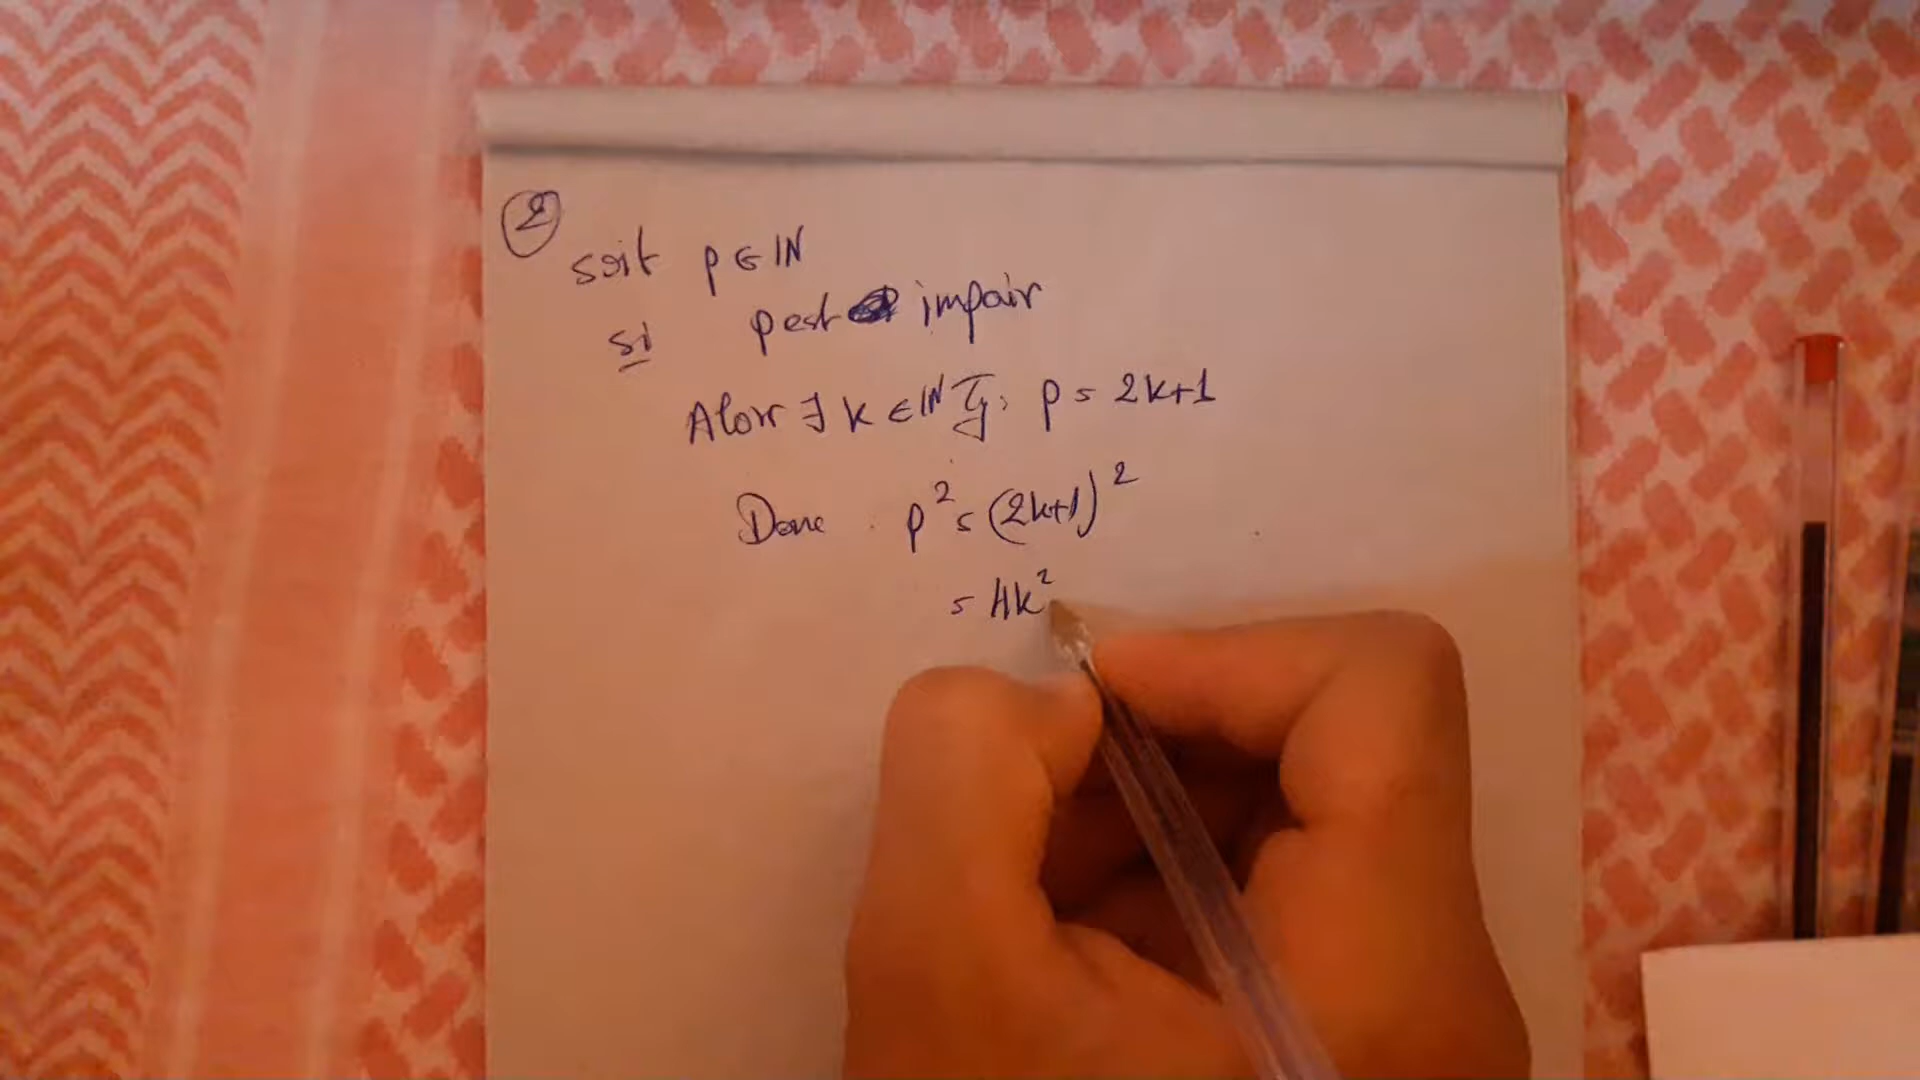 ②
soit p ∈ IN
si p est impair
Alors ∃ k ∈ IN Tq: p = 2k+1
Donc p² = (2k+1)²
= 4k²